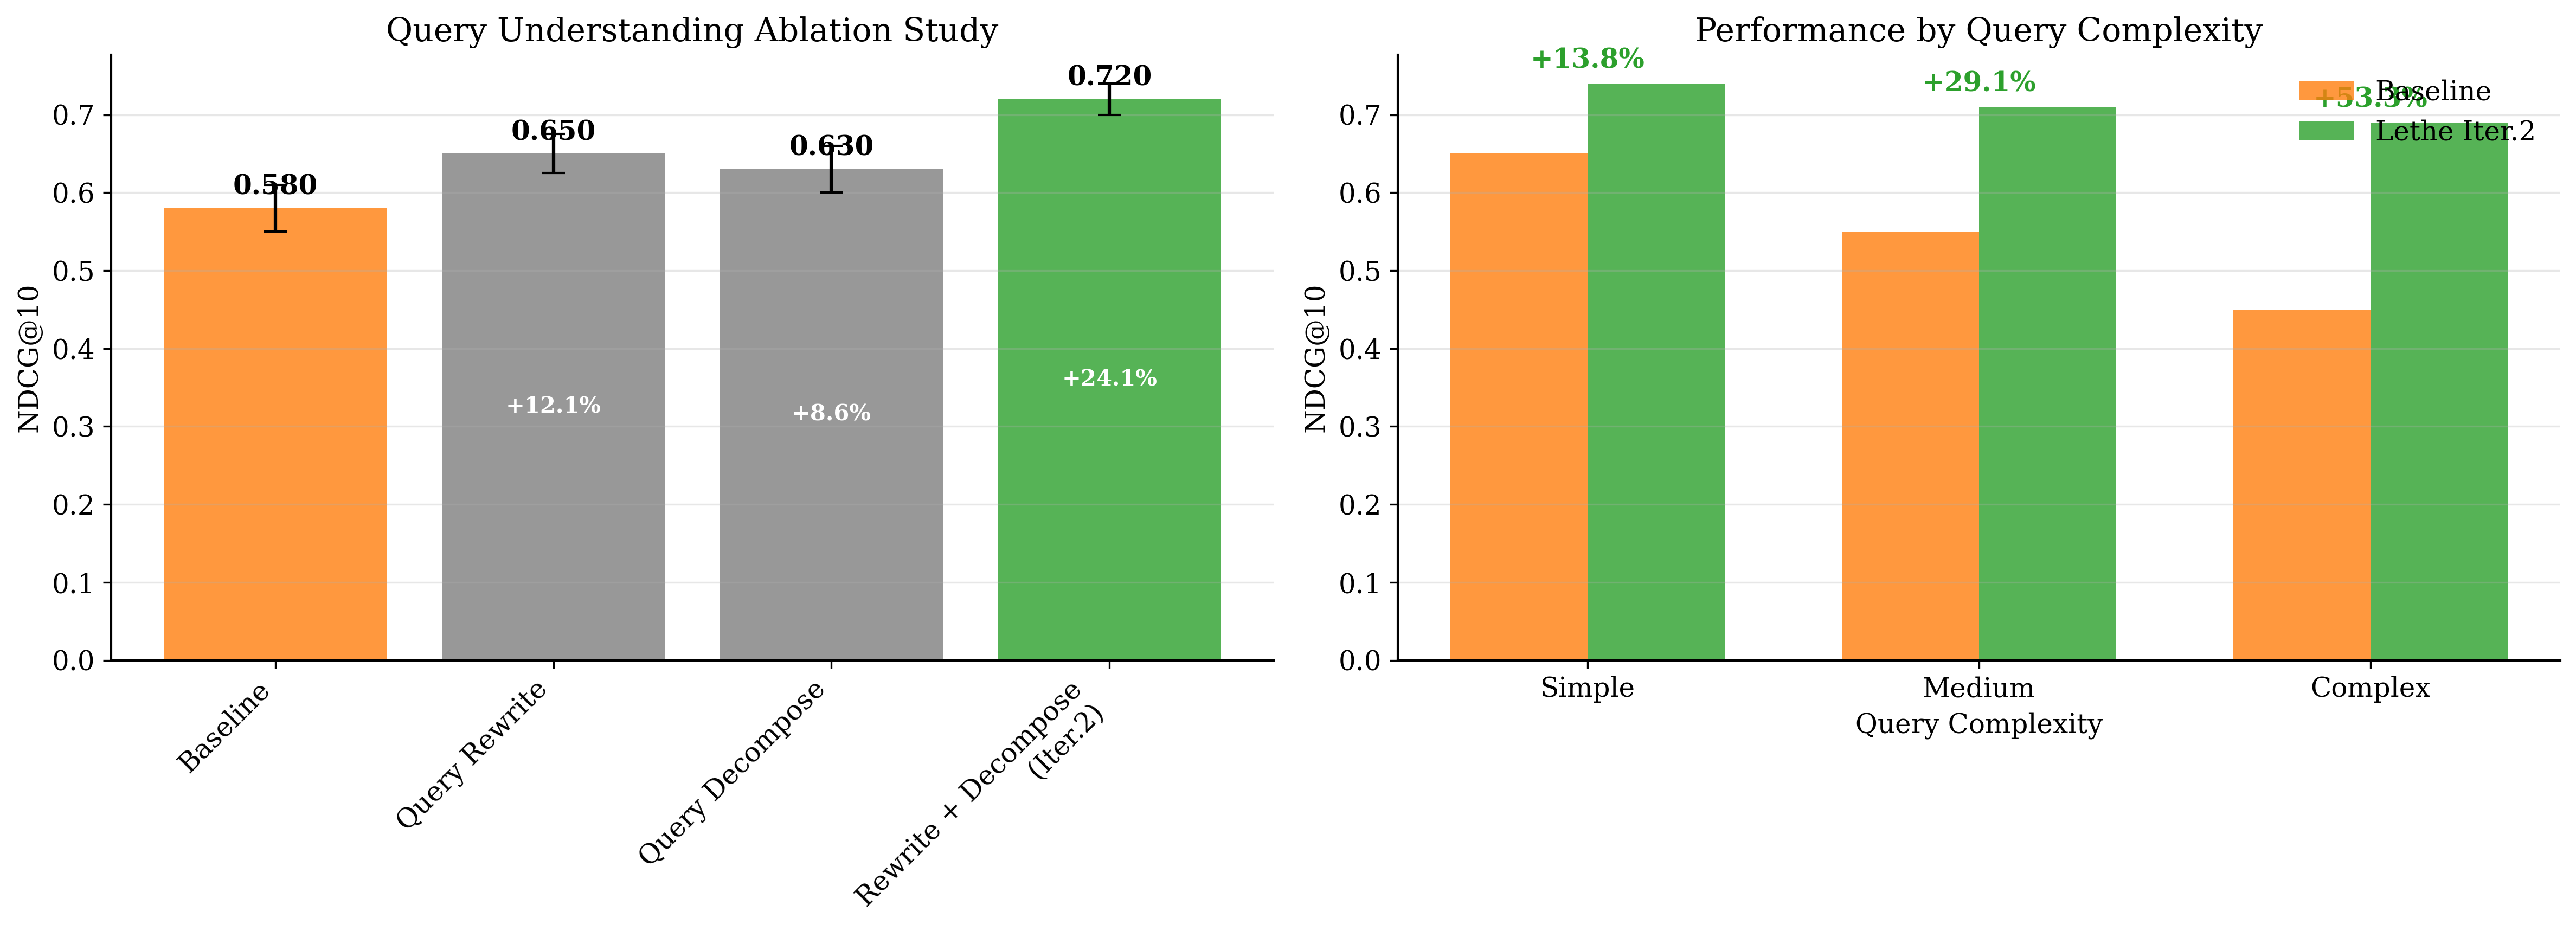 Query Understanding Ablation Study
NDCG@10
0.7
0.6
0.5
0.4
0.3
0.2
0.1
0.0
0.580
0.650
0.630
0.720
+12.1%
+8.6%
+24.1%
Baseline
Query Rewrite
Query Decompose
Rewrite + Decompose
(Iter.2)
Performance by Query Complexity
NDCG@10
0.7
0.6
0.5
0.4
0.3
0.2
0.1
0.0
+13.8%
+29.1%
+53.3%
Baseline
Lethe Iter.2
Simple
Medium
Complex
Query Complexity